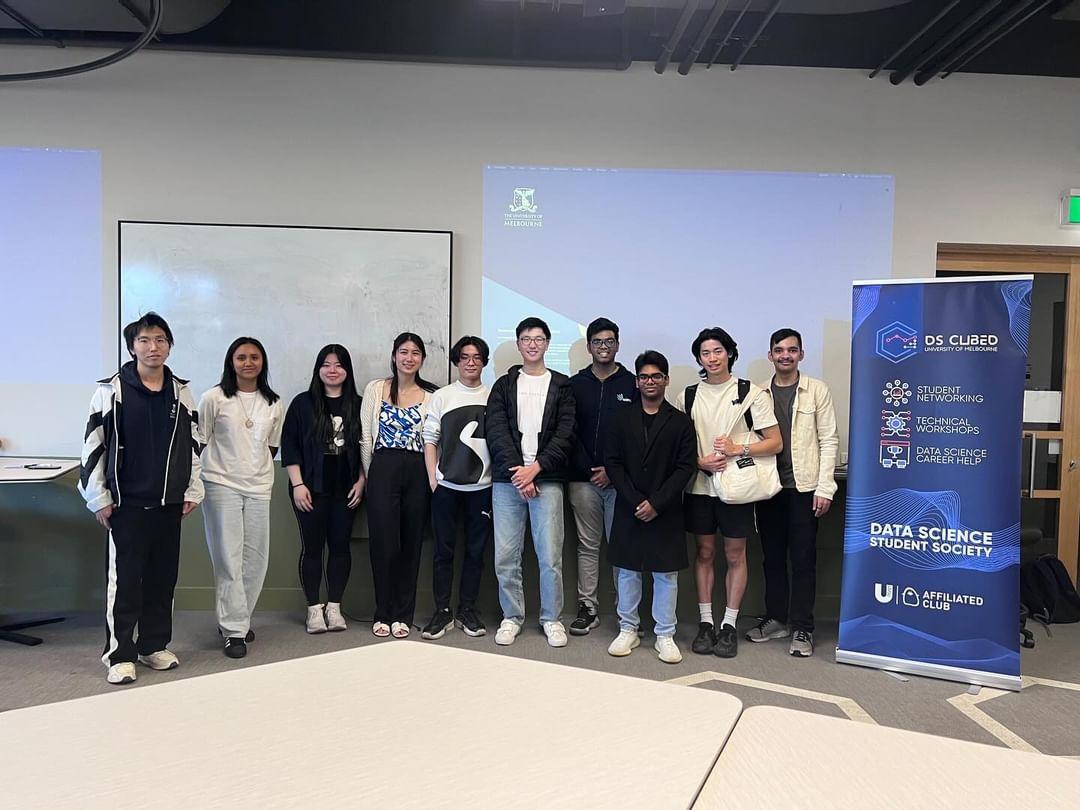 THE UNIVERSITY OF
MELBOURNE
DS CUBED
UNIVERSITY OF MELBOURNE
STUDENT
NETWORKING
TECHNICAL
WORKSHOPS
DATA SCIENCE
CAREER HELP
DATA SCIENCE
STUDENT SOCIETY
U
AFFILIATED
CLUB